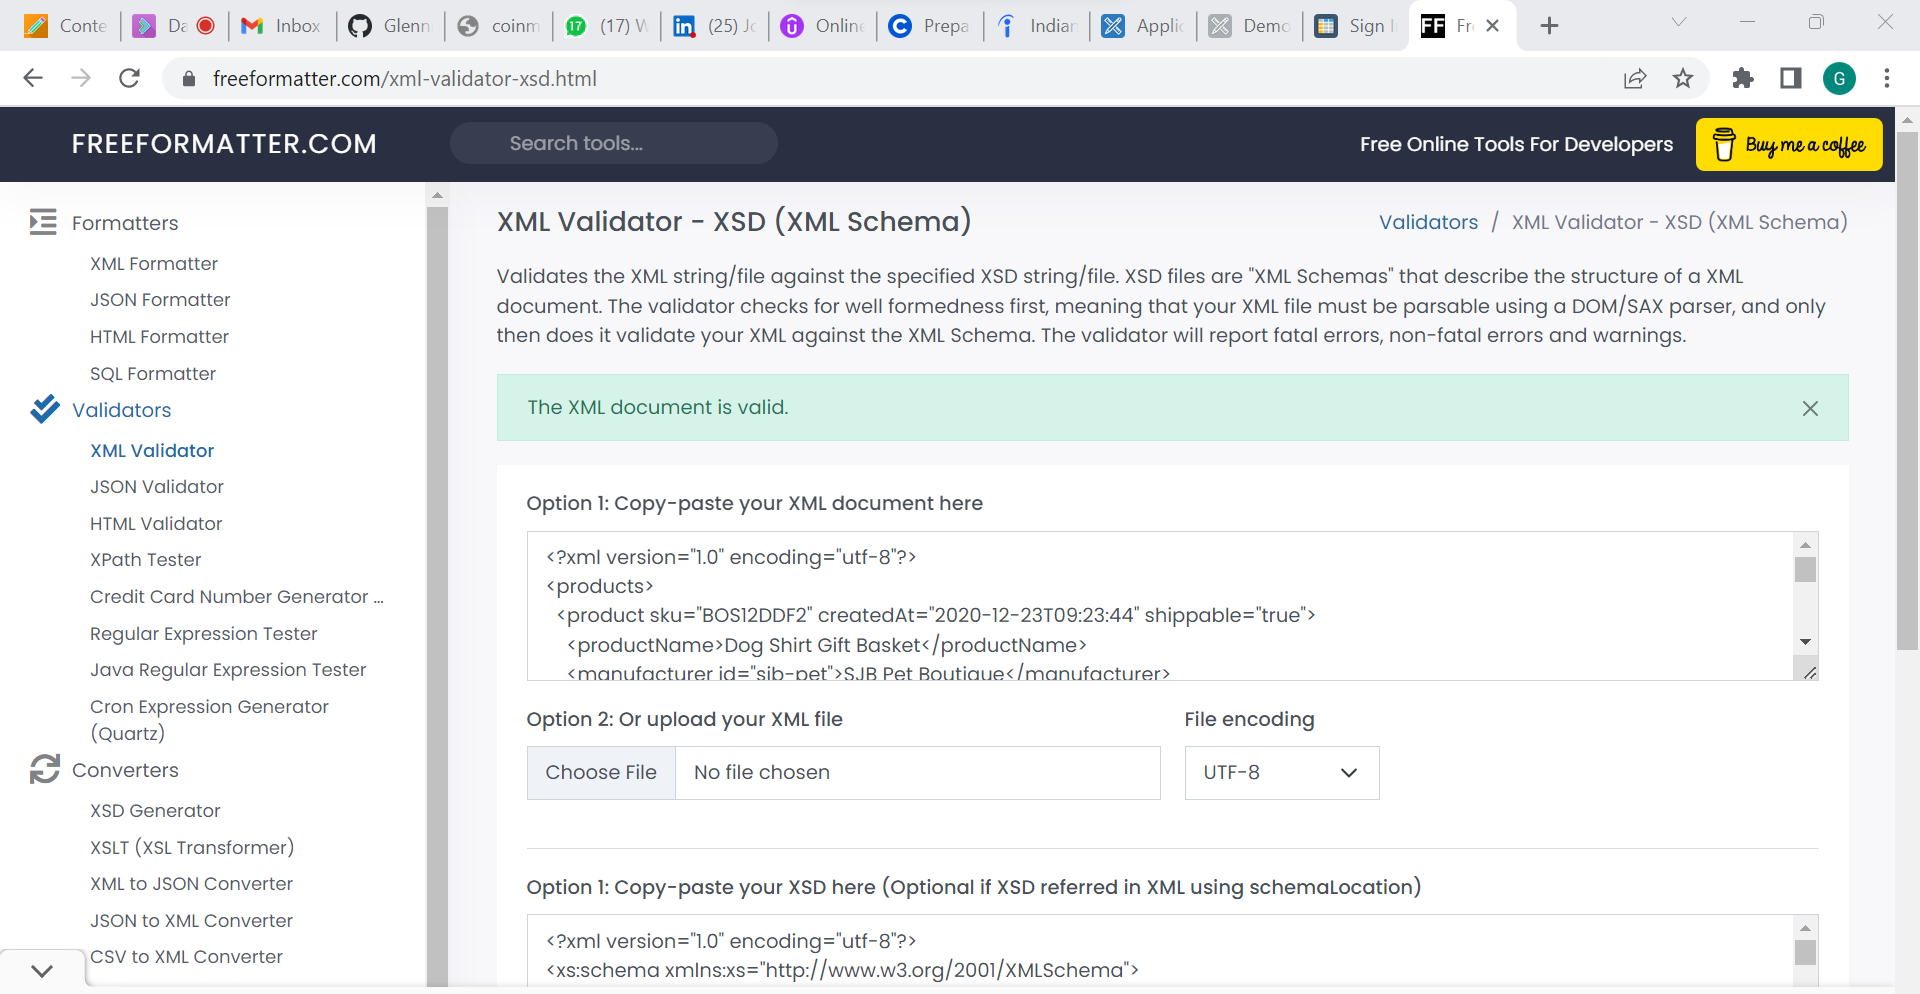 Conte
Da
Inbox
Glenn
coinm
(17) W
(25) Jo
Online
Prepa
Indian
Applic
Demo
Sign I
Fr
freeformatter.com/xml-validator-xsd.html
G
FREEFORMATTER.COM
Search tools...
Free Online Tools For Developers
Buy me a coffee
Formatters
XML Formatter
JSON Formatter
HTML Formatter
SQL Formatter
Validators
XML Validator
JSON Validator
HTML Validator
XPath Tester
Credit Card Number Generator ...
Regular Expression Tester
Java Regular Expression Tester
Cron Expression Generator
(Quartz)
Converters
XSD Generator
XSLT (XSL Transformer)
XML to JSON Converter
JSON to XML Converter
CSV to XML Converter
XML Validator - XSD (XML Schema)
Validators / XML Validator - XSD (XML Schema)
Validates the XML string/file against the specified XSD string/file. XSD files are "XML Schemas" that describe the structure of a XML
document. The validator checks for well formedness first, meaning that your XML file must be parsable using a DOM/SAX parser, and only
then does it validate your XML against the XML Schema. The validator will report fatal errors, non-fatal errors and warnings.
The XML document is valid.
Option 1: Copy-paste your XML document here
<?xml version="1.0" encoding="utf-8"?>
<products>
<product sku="BOS12DDF2" createdAt="2020-12-23T09:23:44" shippable="true">
<productName>Dog Shirt Gift Basket</productName>
<manufacturer id="sjb-pet">SJB Pet Boutique</manufacturer>
Option 2: Or upload your XML file
File encoding
Choose File
No file chosen
UTF-8
Option 1: Copy-paste your XSD here (Optional if XSD referred in XML using schemaLocation)
<?xml version="1.0" encoding="utf-8"?>
<xs:schema xmlns:xs="http://www.w3.org/2001/XMLSchema">